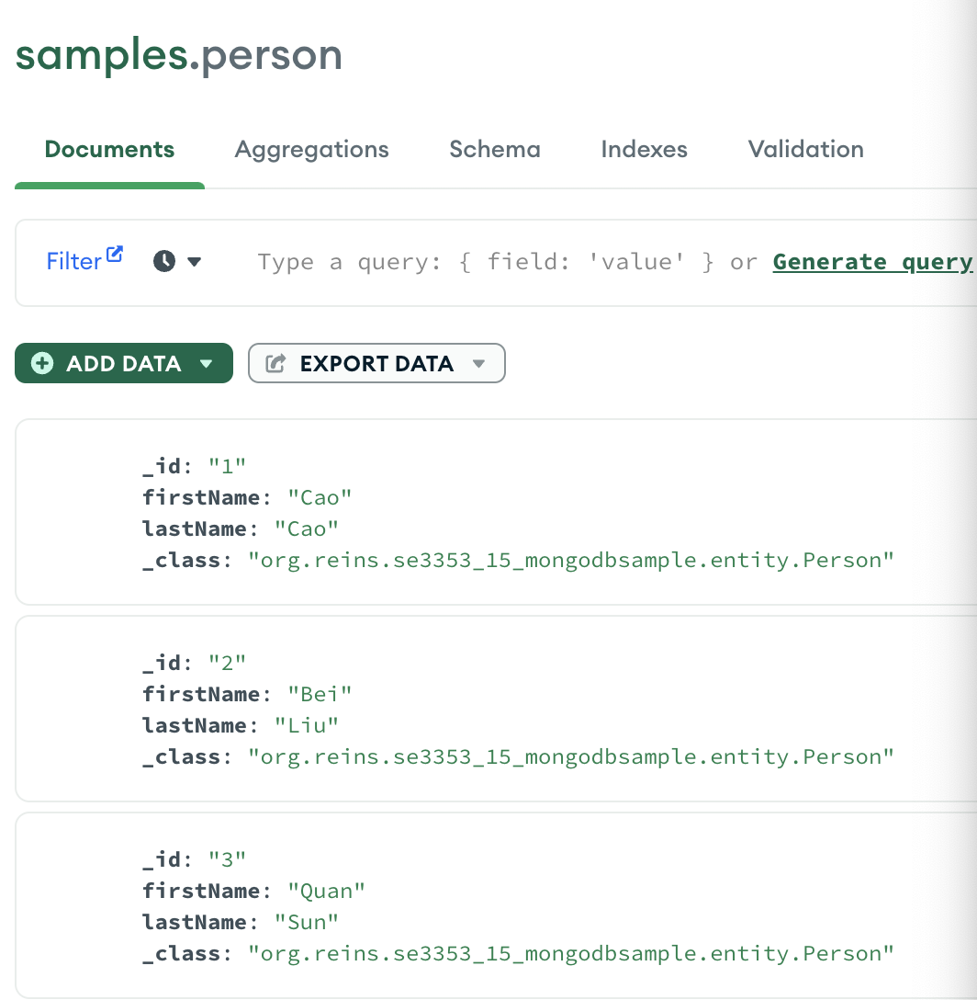 samples.person
Documents Aggregations Schema Indexes Validation
Filter Type a query: { field: 'value' } or Generate query
ADD DATA EXPORT DATA
_id: "1"
firstName: "Cao"
lastName: "Cao"
_class: "org.reins.se3353_15_mongodbsample.entity.Person"
_id: "2"
firstName: "Bei"
lastName: "Liu"
_class: "org.reins.se3353_15_mongodbsample.entity.Person"
_id: "3"
firstName: "Quan"
lastName: "Sun"
_class: "org.reins.se3353_15_mongodbsample.entity.Person"